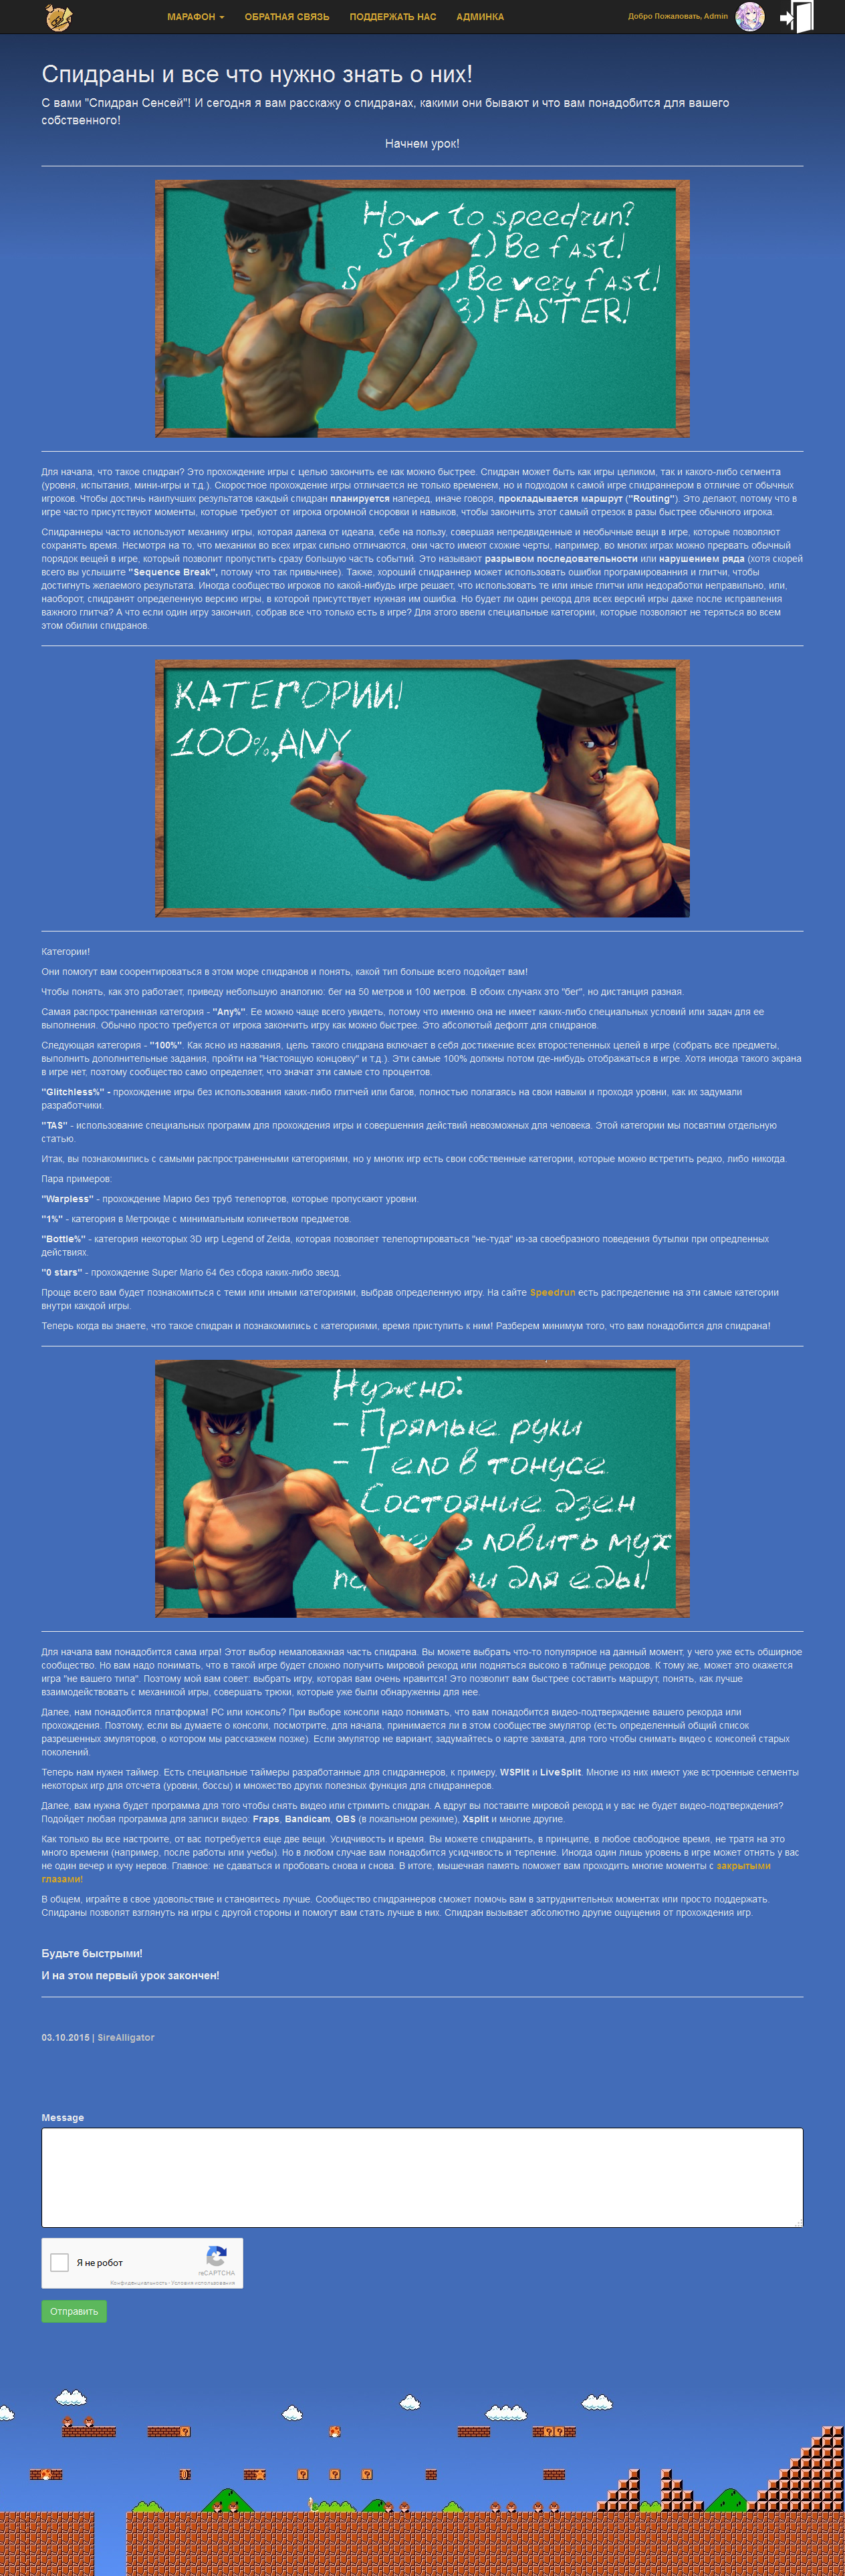 МАРАФОН ОБРАТНАЯ СВЯЗЬ ПОДДЕРЖАТЬ НАС АДМИНКА Добро Пожаловать, Admin
Спидраны и все что нужно знать о них!
С вами "Спидран Сенсей"! И сегодня я вам расскажу о спидранах, какими они бывают и что вам понадобится для вашего
собственного!
Начнем урок!
How to speedrun?
1) Be fast!
1) Be very fast!
3) FASTER!
Для начала, что такое спидран? Это прохождение игры с целью закончить ее как можно быстрее. Спидран может быть как игры целиком, так и какого-либо сегмента
(уровня, испытания, мини-игры и т.д.). Скоростное прохождение игры отличается не только временем, но и подходом к самой игре спидраннером в отличие от обычных
игроков. Чтобы достичь наилучших результатов каждый спидран планируется наперед, иначе говоря, прокладывается маршрут ("Routing"). Это делают, потому что в
игре часто присутствуют моменты, которые требуют от игрока огромной сноровки и навыков, чтобы закончить этот самый отрезок в разы быстрее обычного игрока.
Спидраннеры часто используют механику игры, которая далека от идеала, себе на пользу, совершая непредвиденные и необычные вещи в игре, которые позволяют
сохранять время. Несмотря на то, что механики во всех играх сильно отличаются, они часто имеют схожие черты, например, во многих играх можно прервать обычный
порядок вещей в игре, который позволит пропустить сразу большую часть событий. Это называют разрывом последовательности или нарушением ряда (хотя скорей
всего вы услышите "Sequence Break", потому что так привычнее). Также, хороший спидраннер может использовать ошибки програмирования и глитчи, чтобы
достигнуть желаемого результата. Иногда сообщество игроков по какой-нибудь игре решает, что использовать те или иные глитчи или недоработки неправильно, или,
наоборот, спидранят определенную версию игры, в которой присутствует нужная им ошибка. Но будет ли один рекорд для всех версий игры даже после исправления
важного глитча? А что если один игру закончил, собрав все что только есть в игре? Для этого ввели специальные категории, которые позволяют не теряться во всем
этом обилии спидранов.
КАТЕГОРИИ!
100%,ANY
Категории!
Они помогут вам соорентироваться в этом море спидранов и понять, какой тип больше всего подойдет вам!
Чтобы понять, как это работает, приведу небольшую аналогию: бег на 50 метров и 100 метров. В обоих случаях это "бег", но дистанция разная.
Самая распространенная категория - "Any%". Ее можно чаще всего увидеть, потому что именно она не имеет каких-либо специальных условий или задач для ее
выполнения. Обычно просто требуется от игрока закончить игру как можно быстрее. Это абсолютый дефолт для спидранов.
Следующая категория - "100%". Как ясно из названия, цель такого спидрана включает в себя достижение всех второстепенных целей в игре (собрать все предметы,
выполнить дополнительные задания, пройти на "Настоящую концовку" и т.д.). Эти самые 100% должны потом где-нибудь отображаться в игре. Хотя иногда такого экрана
в игре нет, поэтому сообщество само определяет, что значат эти самые сто процентов.
"Glitchless%" - прохождение игры без использования каких-либо глитчей или багов, полностью полагаясь на свои навыки и проходя уровни, как их задумали
разработчики.
"TAS" - использование специальных программ для прохождения игры и совершенния действий невозможных для человека. Этой категории мы посвятим отдельную
статью.
Итак, вы познакомились с самыми распространенными категориями, но у многих игр есть свои собственные категории, которые можно встретить редко, либо никогда.
Пара примеров:
"Warpless" - прохождение Марио без труб телепортов, которые пропускают уровни.
"1%" - категория в Метроиде с минимальным количетвом предметов.
"Bottle%" - категория некоторых 3D игр Legend of Zelda, которая позволяет телепортироваться "не-туда" из-за своебразного поведения бутылки при опредленных
действиях.
"0 stars" - прохождение Super Mario 64 без сбора каких-либо звезд.
Проще всего вам будет познакомиться с теми или иными категориями, выбрав определенную игру. На сайте Speedrun есть распределение на эти самые категории
внутри каждой игры.
Теперь когда вы знаете, что такое спидран и познакомились с категориями, время приступить к ним! Разберем минимум того, что вам понадобится для спидрана!
Нужно:
- Прямые руки
- Тело в тонусе
- Состояние дзен
ловить мух
для еды!
Для начала вам понадобится сама игра! Этот выбор немаловажная часть спидрана. Вы можете выбрать что-то популярное на данный момент, у чего уже есть обширное
сообщество. Но вам надо понимать, что в такой игре будет сложно получить мировой рекорд или подняться высоко в таблице рекордов. К тому же, может это окажется
игра "не вашего типа". Поэтому мой вам совет: выбрать игру, которая вам очень нравится! Это позволит вам быстрее составить маршрут, понять, как лучше
взаимодействовать с механикой игры, совершать трюки, которые уже были обнаруженны для нее.
Далее, нам понадобится платформа! PC или консоль? При выборе консоли надо понимать, что вам понадобится видео-подтверждение вашего рекорда или
прохождения. Поэтому, если вы думаете о консоли, посмотрите, для начала, принимается ли в этом сообществе эмулятор (есть определенный общий список
разрешенных эмуляторов, о котором мы расскажем позже). Если эмулятор не вариант, задумайтесь о карте захвата, для того чтобы снимать видео с консолей старых
поколений.
Теперь нам нужен таймер. Есть специальные таймеры разработанные для спидраннеров, к примеру, WSPlit и LiveSplit. Многие из них имеют уже встроенные сегменты
некоторых игр для отсчета (уровни, боссы) и множество других полезных функция для спидраннеров.
Далее, вам нужна будет программа для того чтобы снять видео или стримить спидран. А вдруг вы поставите мировой рекорд и у вас не будет видео-подтверждения?
Подойдет любая программа для записи видео: Fraps, Bandicam, OBS (в локальном режиме), Xsplit и многие другие.
Как только вы все настроите, от вас потребуется еще две вещи. Усидчивость и время. Вы можете спидранить, в принципе, в любое свободное время, не тратя на это
много времени (например, после работы или учебы). Но в любом случае вам понадобится усидчивость и терпение. Иногда один лишь уровень в игре может отнять у вас
не один вечер и кучу нервов. Главное: не сдаваться и пробовать снова и снова. В итоге, мышечная память поможет вам проходить многие моменты с закрытыми
глазами!
В общем, играйте в свое удовольствие и становитесь лучше. Сообщество спидраннеров сможет помочь вам в затруднительных моментах или просто поддержать.
Спидраны позволят взглянуть на игры с другой стороны и помогут вам стать лучше в них. Спидран вызывает абсолютно другие ощущения от прохождения игр.
Будьте быстрыми!
И на этом первый урок закончен!
03.10.2015 | SireAlligator
Message
Я не робот
reCAPTCHA
Конфиденциальность - Условия использования
Отправить